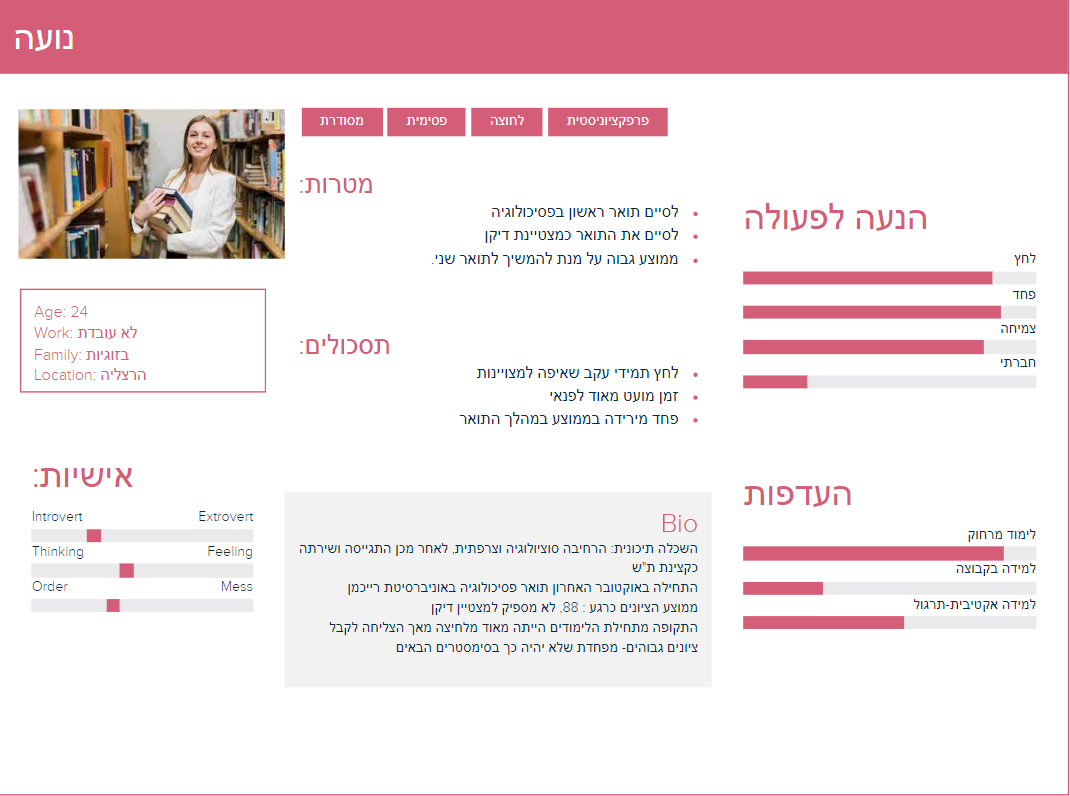 נועה
פרפקציוניסטית
לחוצה
פסימית
מסודרת
מטרות:
לסיים תואר ראשון בפסיכולוגיה
לסיים את התואר כמצטיינת דיקן
ממוצע גבוה על מנת להמשיך לתואר שני.
תסכולים:
לחץ תמידי עקב שאיפה למצויינות
זמן מועט מאוד לפנאי
פחד מירידה בממוצע במהלך התואר
הנעה לפעולה
לחץ
פחד
צמיחה
חברתי
Age: 24
Work: לא עובדת
Family: בזוגיות
Location: הרצליה
אישיות:
Introvert Extrovert
Thinking Feeling
Order Mess
Bio
השכלה תיכונית: הרחיבה סוציולוגיה וצרפתית, לאחר מכן התגייסה ושירתה
כקצינת ת"ש
התחילה באוקטובר האחרון תואר פסיכולוגיה באוניברסיטת רייכמן
ממוצע הציונים כרגע : 88, לא מספיק למצטיין דיקן
התקופה מתחילת הלימודים הייתה מאוד מלחיצה מאך הצליחה לקבל
ציונים גבוהים- מפחדת שלא יהיה כך בסימסטרים הבאים
העדפות
לימוד מרחוק
למידה בקבוצה
למידה אקטיבית-תרגול